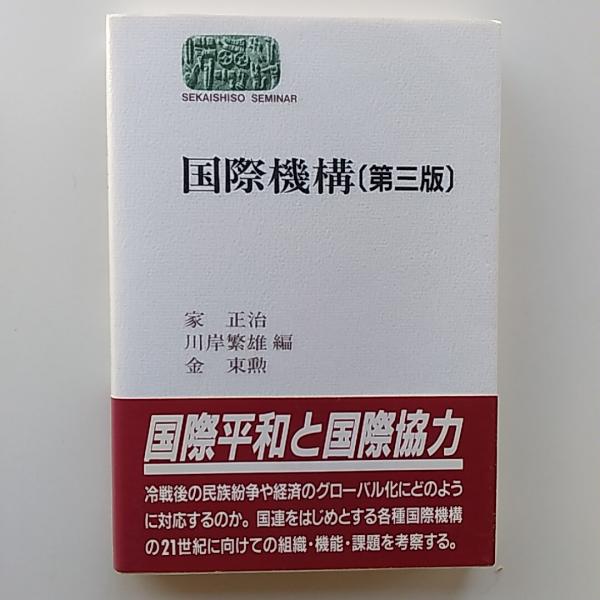 SEKAISHISO SEMINAR
国際機構〔第三版〕
家 正治
川岸繁雄 編
金 東勲
国際平和と国際協力
冷戦後の民族紛争や経済のグローバル化にどのよう
に対応するのか。国連をはじめとする各種国際機構
の21世紀に向けての組織・機能・課題を考察する。